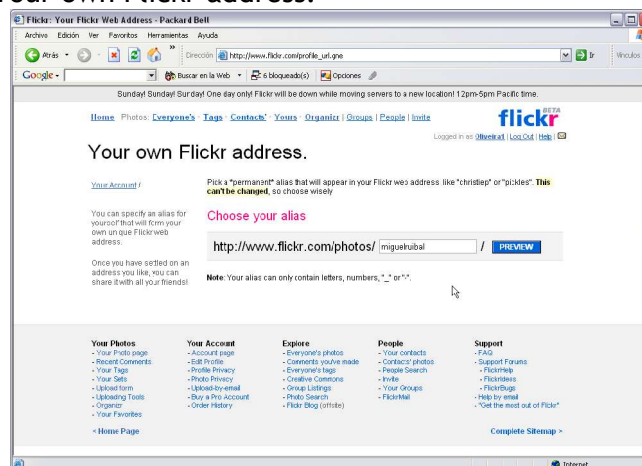 Your own Flickr address.
Flickr: Your Flickr Web Address - Packard Bell
Archivo Edición Ver Favoritos Herramientas Ayuda
Atrás » Dirección http://www.flickr.com/profile_url.gne Ir Vínculos
Google Buscar en la Web 6 bloqueado(s) Opciones
Sunday! Sunday! Surday! One day only! Flickr will be down while moving servers to a new location! 12pm-5pm Pacific time.
Home Photos: Everyone's · Tags · Contacts' · Yours · Organizr | Groups | People | Invite
flickr BETA
Logged in as Oliveira1 | Log Out | Help |
Your own Flickr address.
Your Account /
Pick a *permanent* alias that will appear in your Flickr web address like "christiep" or "pickles". This
can't be changed, so choose wisely
You can specify an alias for
yourself that will form your
own unique Flickr web
address.
Once you have settled on an
address you like, you can
share it with all your friends!
Choose your alias
http://www.flickr.com/photos/ miguelruibal / PREVIEW
Note: Your alias can only contain letters, numbers, "_" or "-".
Your Photos
- Your Photo page
- Recent Comments
- Your Tags
- Your Sets
- Upload form
- Uploading Tools
- Organizr
- Your Favorites
Your Account
- Account page
- Edit Profile
- Profile Privacy
- Photo Privacy
- Upload-by-email
- Buy a Pro Account
- Order History
Explore
- Everyone's photos
- Comments you've made
- Everyone's tags
- Creative Commons
- Group Listings
- Photo Search
- Flickr Blog (offsite)
People
- Your contacts
- Contacts' photos
- People Search
- Invite
- Your Groups
- FlickrMail
Support
- FAQ
- Support Forums
- FlickrHelp
- FlickrIdeas
- FlickrBugs
- Help by email
- "Get the most out of Flickr"
< Home Page
Complete Sitemap >
Internet